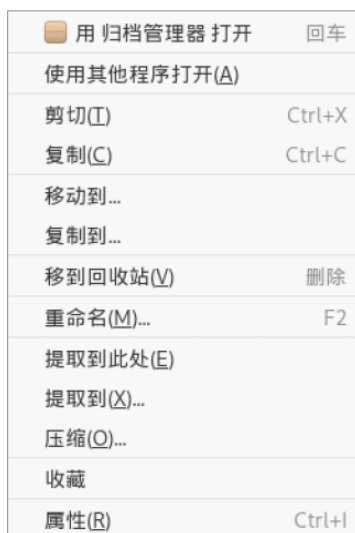 用 归档管理器 打开 回车
使用其他程序打开(A)
剪切(T) Ctrl+X
复制(C) Ctrl+C
移动到...
复制到...
移到回收站(V) 删除
重命名(M)... F2
提取到此处(E)
提取到(X)...
压缩(O)...
收藏
属性(R) Ctrl+I